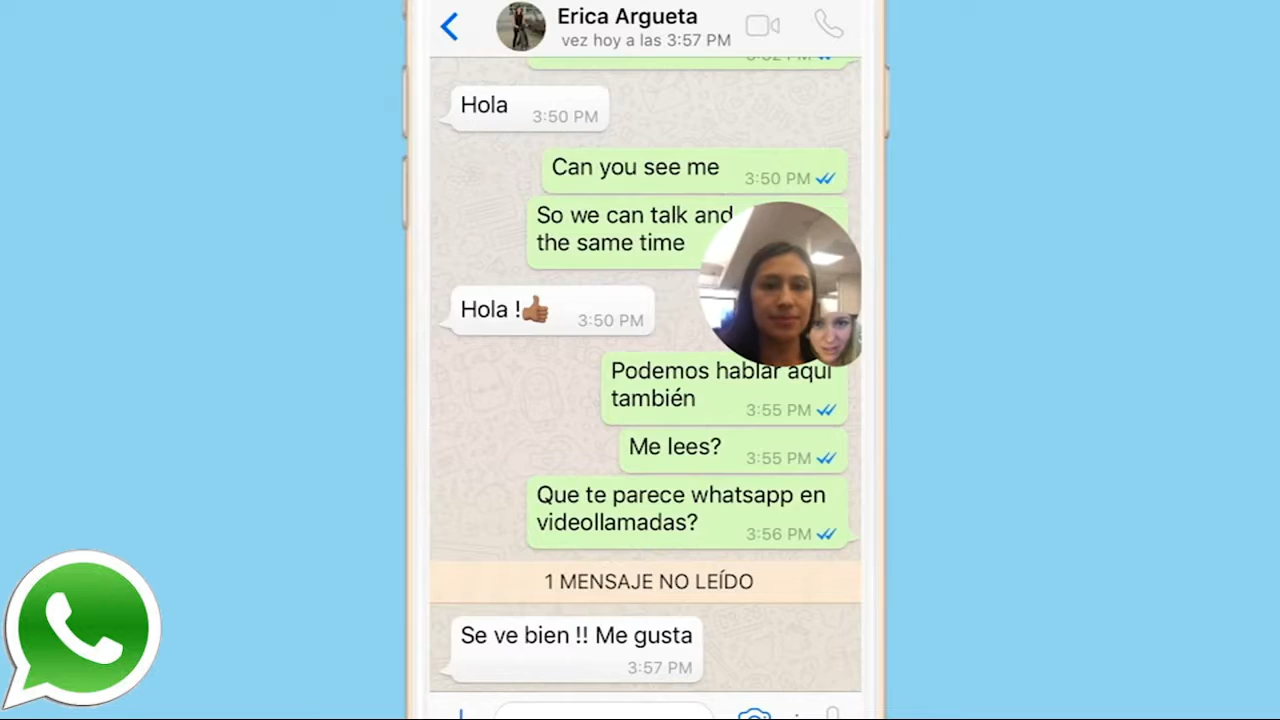 Erica Argueta
vez hoy a las 3:57 PM
Hola
3:50 PM
Can you see me
3:50 PM
So we can talk and
the same time
Hola !👍🏽
3:50 PM
Podemos hablar aquí
también
3:55 PM
Me lees?
3:55 PM
Que te parece whatsapp en
videollamadas?
3:56 PM
1 MENSAJE NO LEÍDO
Se ve bien !! Me gusta
3:57 PM